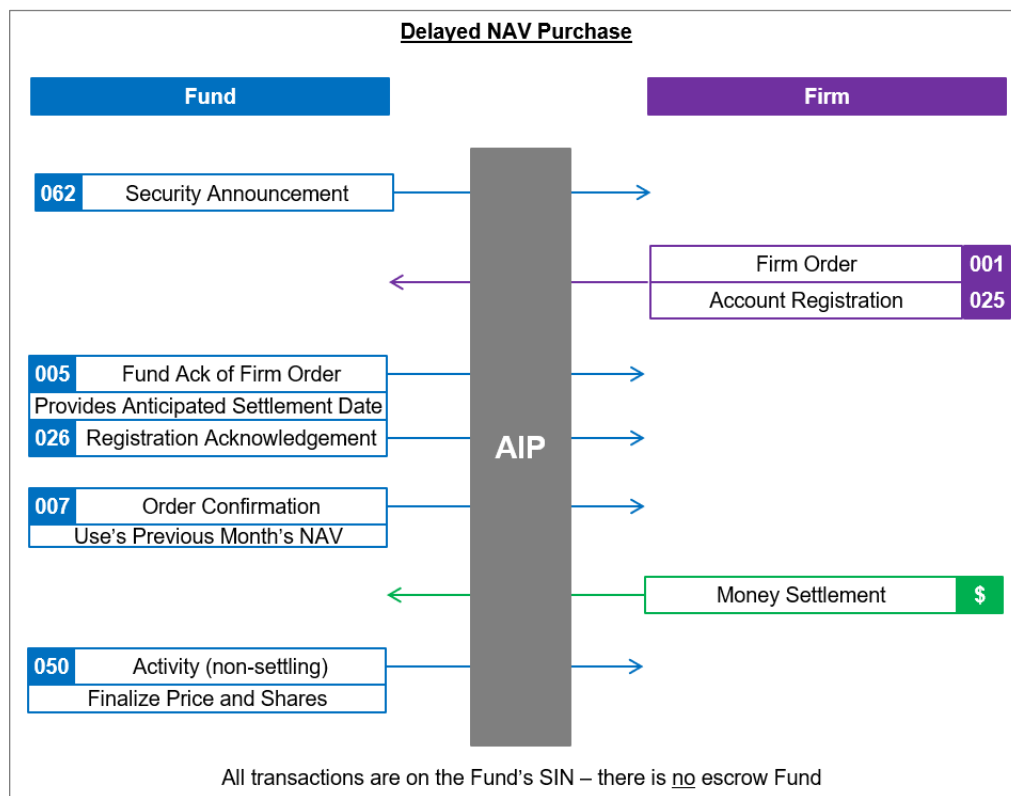 Delayed NAV Purchase
Fund
Firm
062 Security Announcement
Firm Order 001
Account Registration 025
005 Fund Ack of Firm Order
Provides Anticipated Settlement Date
026 Registration Acknowledgement
AIP
007 Order Confirmation
Use's Previous Month's NAV
Money Settlement $
050 Activity (non-settling)
Finalize Price and Shares
All transactions are on the Fund's SIN – there is no escrow Fund